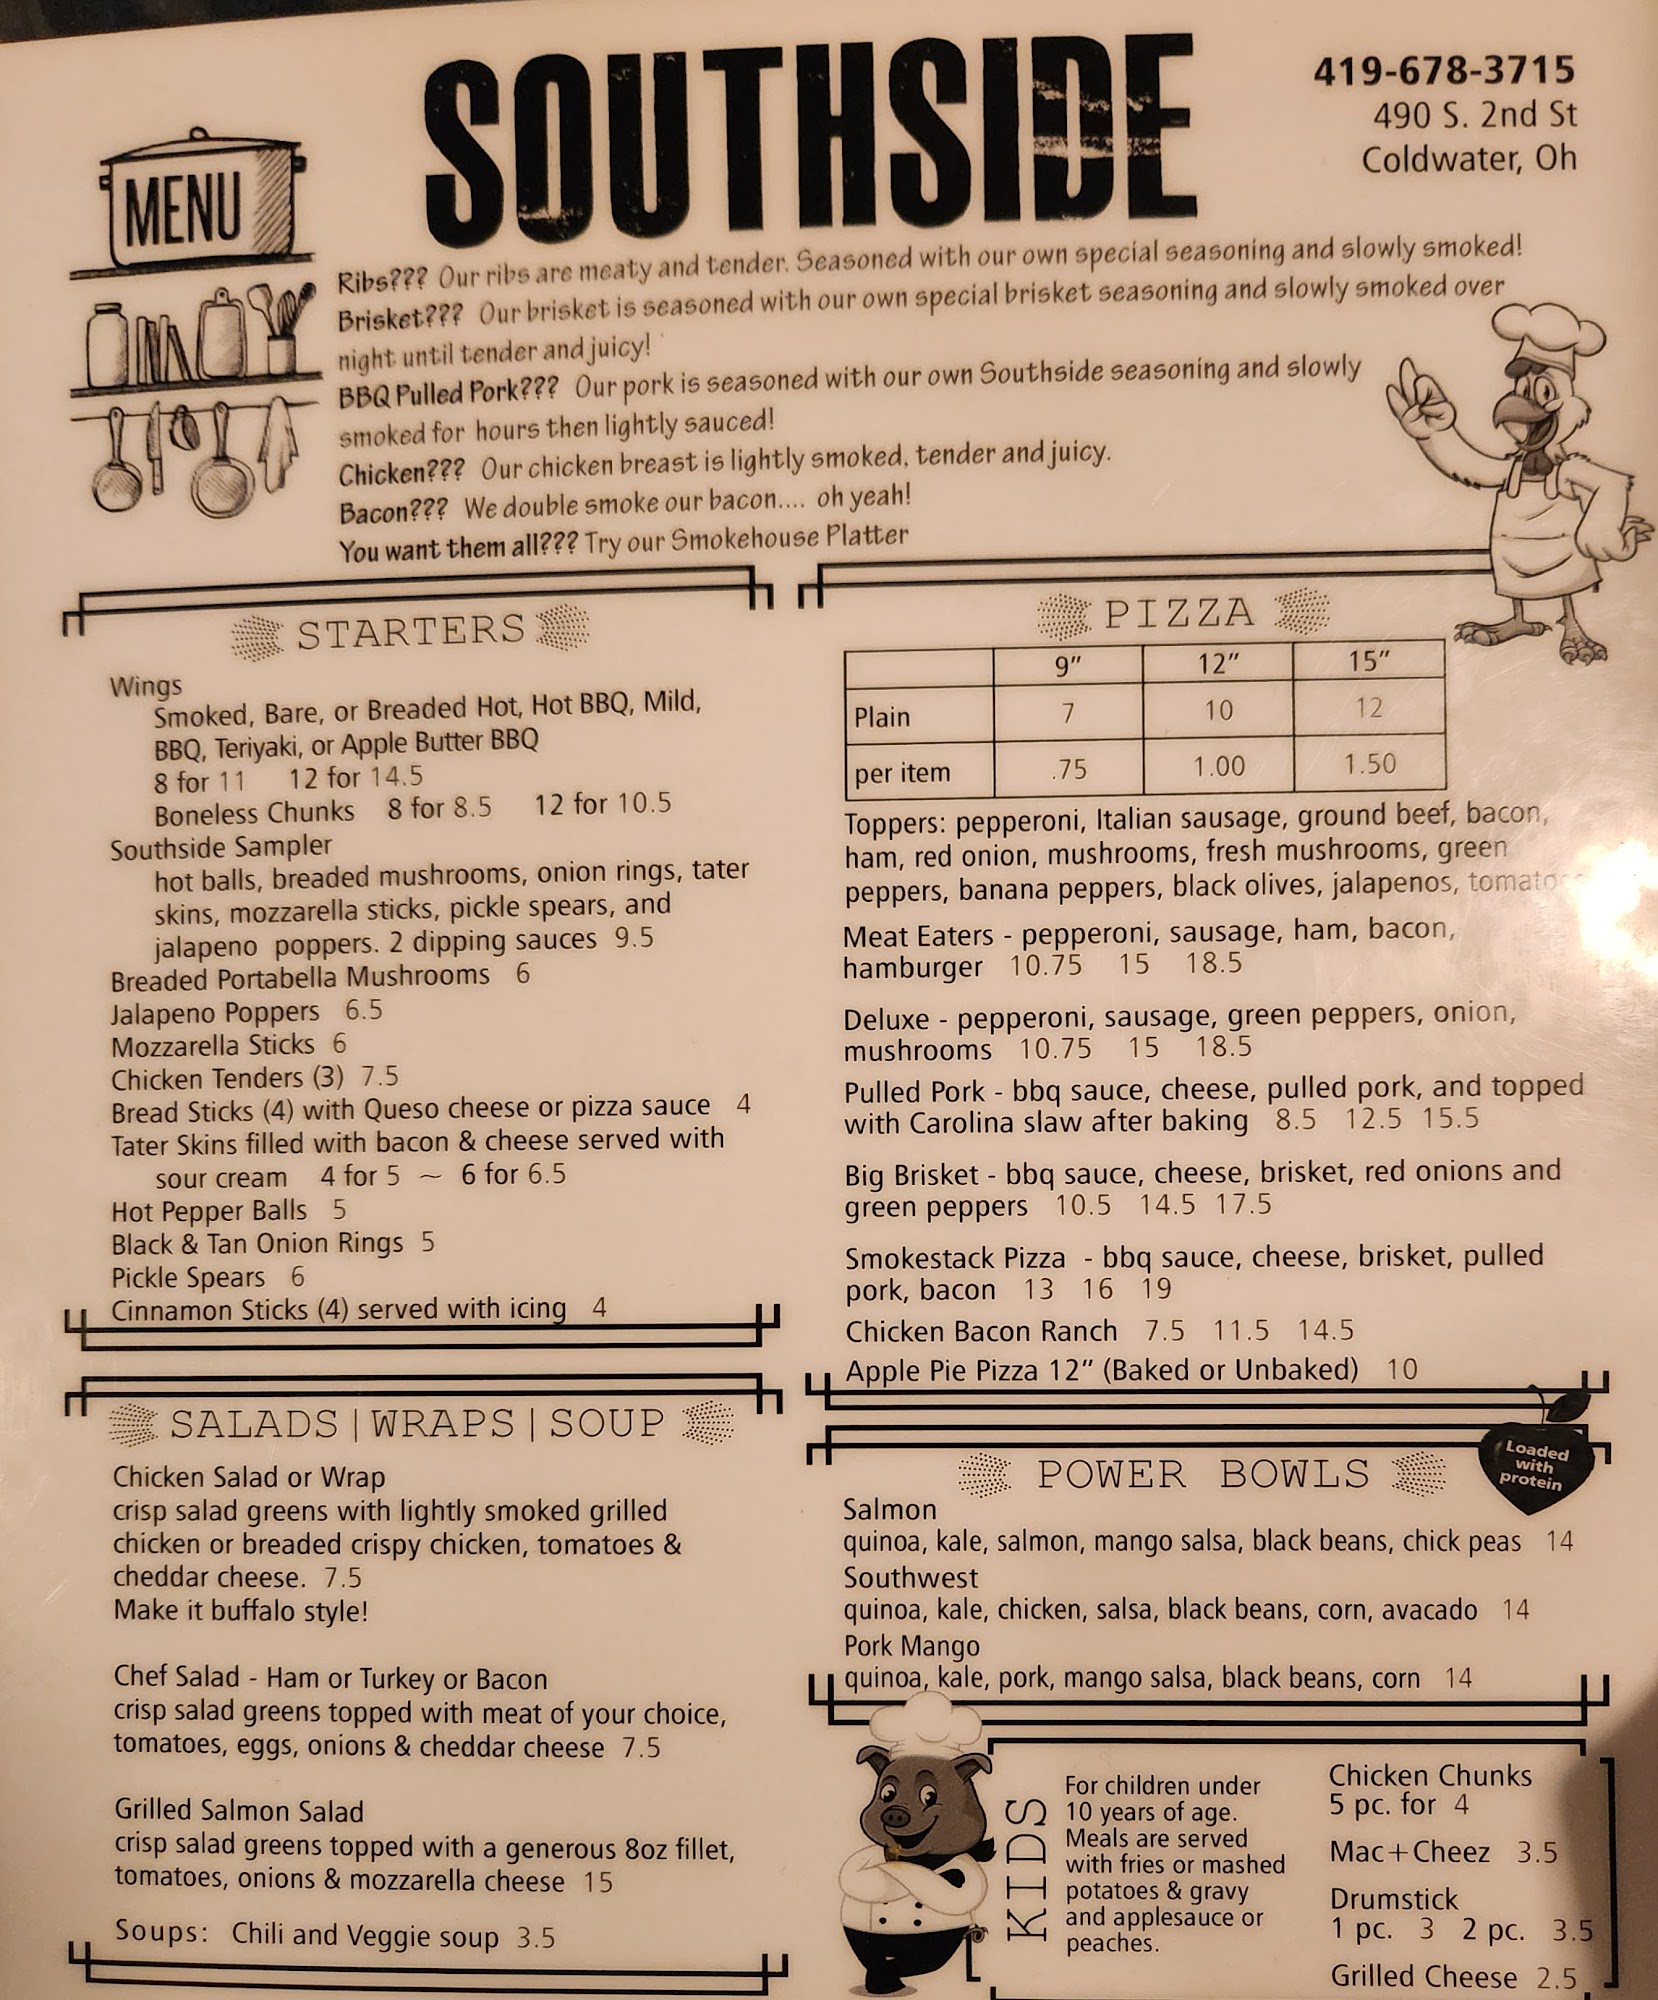 SOUTHSIDE
419-678-3715
490 S. 2nd St
Coldwater, Oh
MENU
Ribs??? Our ribs are meaty and tender. Seasoned with our own special seasoning and slowly smoked!
Brisket??? Our brisket is seasoned with our own special brisket seasoning and slowly smoked over
night until tender and juicy!
BBQ Pulled Pork??? Our pork is seasoned with our own Southside seasoning and slowly
smoked for hours then lightly sauced!
Chicken??? Our chicken breast is lightly smoked, tender and juicy.
Bacon??? We double smoke our bacon.... oh yeah!
You want them all??? Try our Smokehouse Platter
STARTERS
Wings
Smoked, Bare, or Breaded Hot, Hot BBQ, Mild,
BBQ, Teriyaki, or Apple Butter BBQ
8 for 11 12 for 14.5
Boneless Chunks 8 for 8.5 12 for 10.5
Southside Sampler
hot balls, breaded mushrooms, onion rings, tater
skins, mozzarella sticks, pickle spears, and
jalapeno poppers. 2 dipping sauces 9.5
Breaded Portabella Mushrooms 6
Jalapeno Poppers 6.5
Mozzarella Sticks 6
Chicken Tenders (3) 7.5
Bread Sticks (4) with Queso cheese or pizza sauce 4
Tater Skins filled with bacon & cheese served with
sour cream 4 for 5 ~ 6 for 6.5
Hot Pepper Balls 5
Black & Tan Onion Rings 5
Pickle Spears 6
Cinnamon Sticks (4) served with icing 4
SALADS|WRAPS|SOUP
Chicken Salad or Wrap
crisp salad greens with lightly smoked grilled
chicken or breaded crispy chicken, tomatoes &
cheddar cheese. 7.5
Make it buffalo style!
Chef Salad - Ham or Turkey or Bacon
crisp salad greens topped with meat of your choice,
tomatoes, eggs, onions & cheddar cheese 7.5
Grilled Salmon Salad
crisp salad greens topped with a generous 8oz fillet,
tomatoes, onions & mozzarella cheese 15
Soups: Chili and Veggie soup 3.5
PIZZA
9" 12" 15"
Plain 7 10 12
per item .75 1.00 1.50
Toppers: pepperoni, Italian sausage, ground beef, bacon,
ham, red onion, mushrooms, fresh mushrooms, green
peppers, banana peppers, black olives, jalapenos,
Meat Eaters - pepperoni, sausage, ham, bacon,
hamburger 10.75 15 18.5
Deluxe - pepperoni, sausage, green peppers, onion,
mushrooms 10.75 15 18.5
Pulled Pork - bbq sauce, cheese, pulled pork, and topped
with Carolina slaw after baking 8.5 12.5 15.5
Big Brisket - bbq sauce, cheese, brisket, red onions and
green peppers 10.5 14.5 17.5
Smokestack Pizza - bbq sauce, cheese, brisket, pulled
pork, bacon 13 16 19
Chicken Bacon Ranch 7.5 11.5 14.5
Apple Pie Pizza 12" (Baked or Unbaked) 10
POWER BOWLS
Loaded
with
protein
Salmon
quinoa, kale, salmon, mango salsa, black beans, chick peas 14
Southwest
quinoa, kale, chicken, salsa, black beans, corn, avacado 14
Pork Mango
quinoa, kale, pork, mango salsa, black beans, corn 14
KIDS
For children under
10 years of age.
Meals are served
with fries or mashed
potatoes & gravy
and applesauce or
peaches.
Chicken Chunks
5 pc. for 4
Mac+Cheez 3.5
Drumstick
1 pc. 3 2 pc. 3.5
Grilled Cheese 2.5